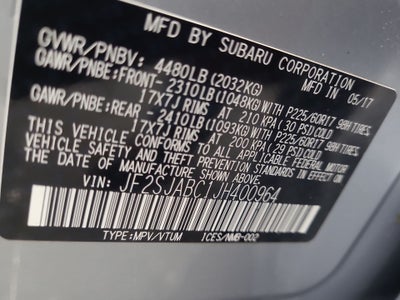 MFD BY SUBARU CORPORATION 05/17
GVWR/PNBV: 4480LB(2032KG)
GAWR/PNBE:FRONT- 2310LB(1048KG)WITH P225/60R17 98H TIRES,
17X7J RIMS AT 210 KPA(30 PSI)COLD
GAWR/PNBE: REAR - 2410LB(1093KG)WITH P225/60R17 98H TIRES,
17X7J RIMS AT 200 KPA(29 PSI)COLD
THIS VEHICLE CONFORMS TO ALL APPLICABLE FEDERAL MOTOR
VEHICLE SAFETY AND BUMPER STANDARDS IN EFFECT ON THE
DATE OF MANUFACTURE SHOWN ABOVE.
VIN: JF2SJABC1JH400964
TYPE:MPV/VTUM ICES/NMB-002